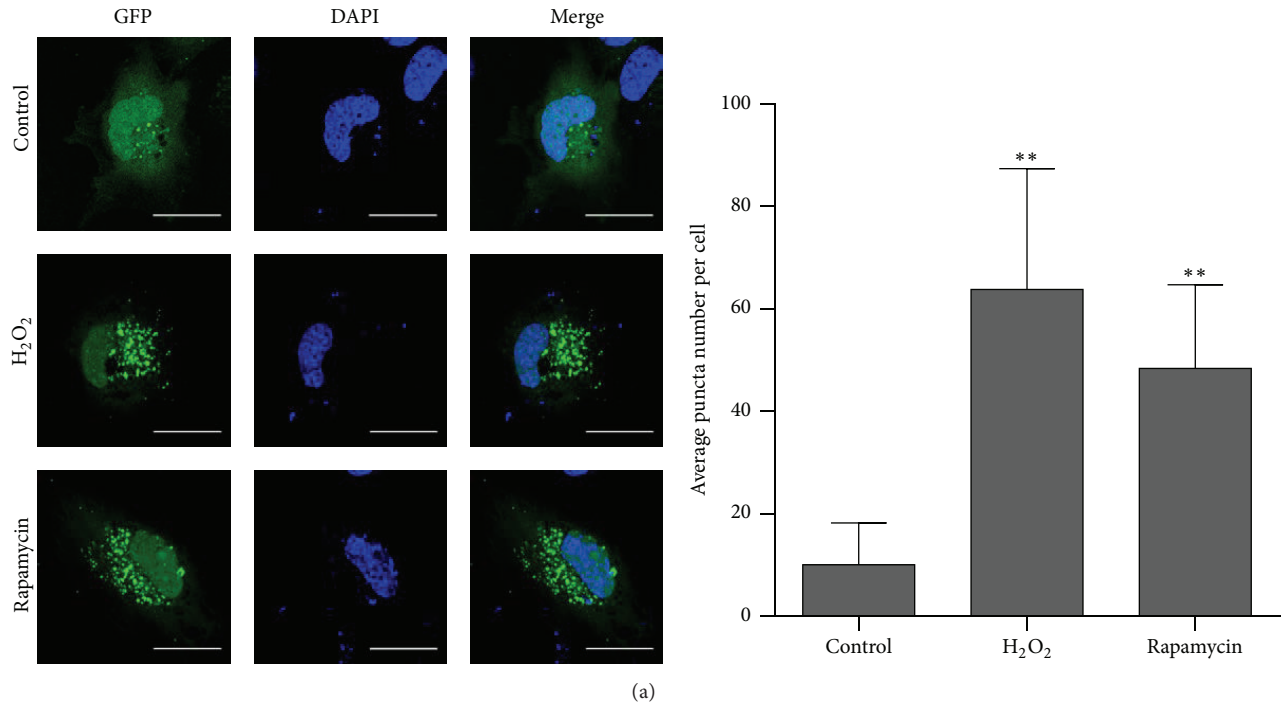 GFP DAPI Merge
Control
H₂O₂
Rapamycin
Average puncta number per cell
100
80
60
40
20
0
**
**
Control H₂O₂ Rapamycin
(a)